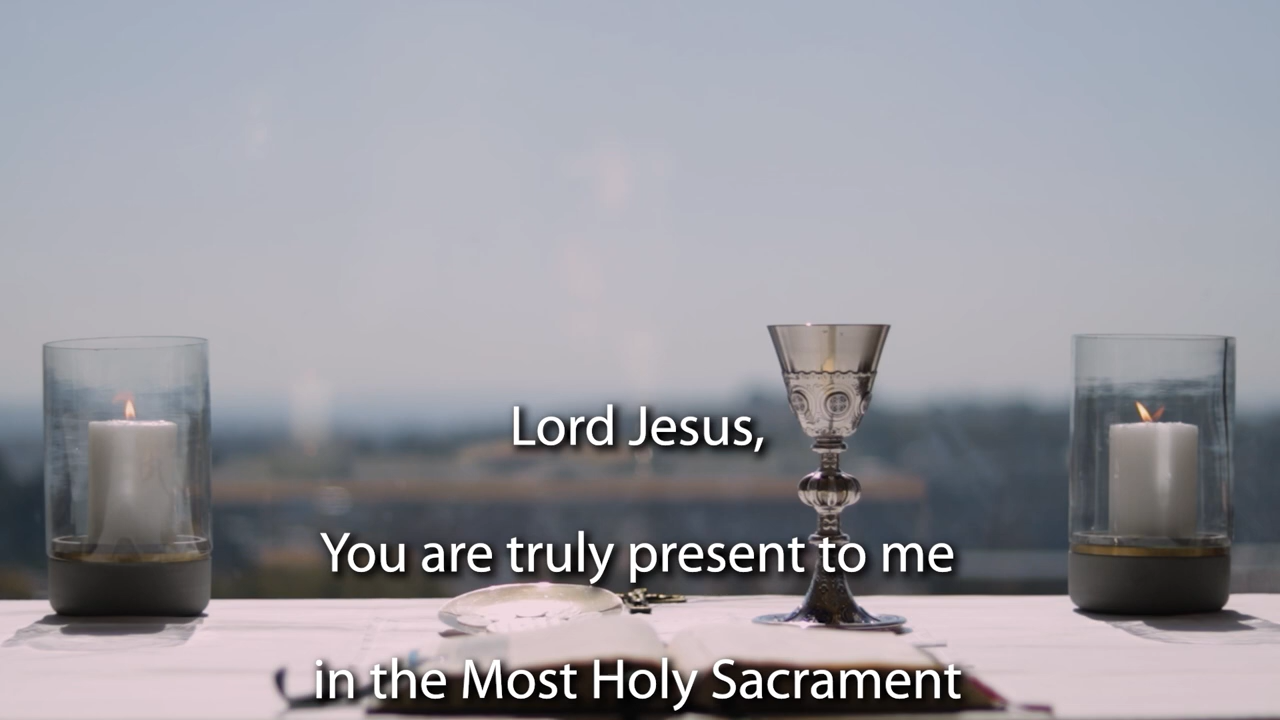 Lord Jesus,
You are truly present to me
in the Most Holy Sacrament